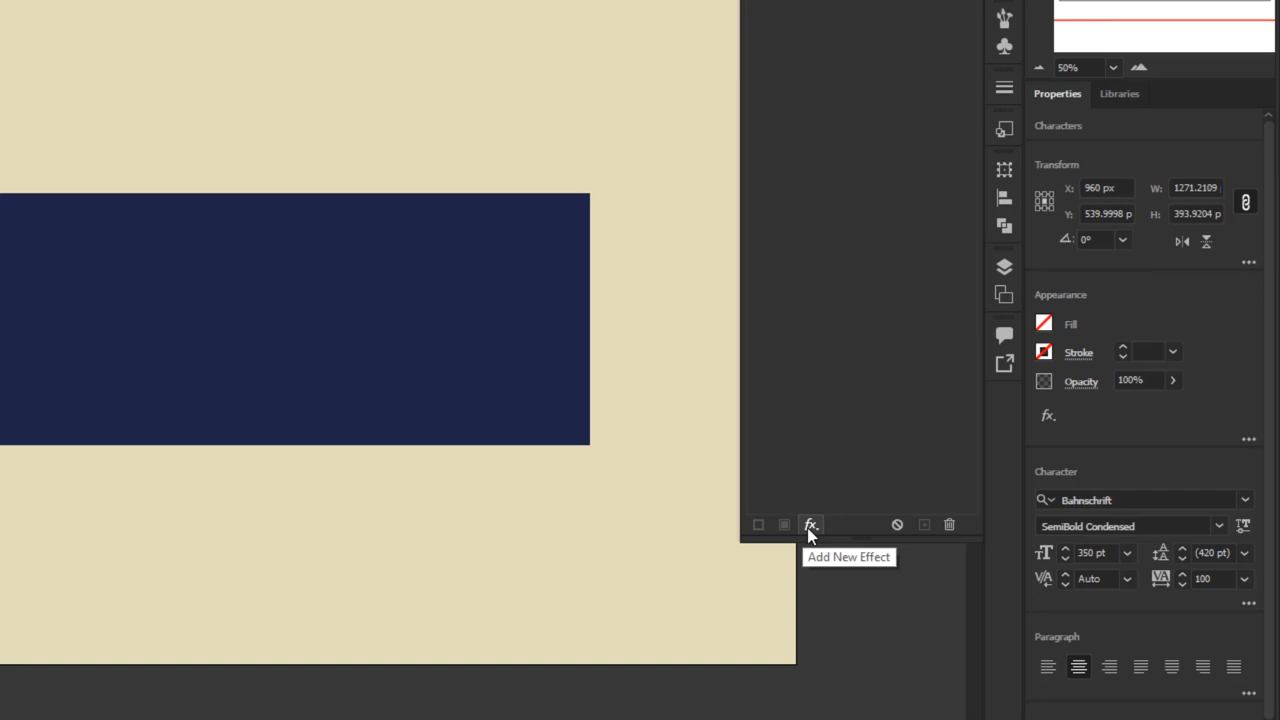 50%
Properties
Libraries
Characters
Transform
X: 960 px W: 1271.2109
Y: 539.9998 p H: 393.9204 p
0°
Appearance
Fill
Stroke
Opacity 100%
fx.
Character
Bahnschrift
SemiBold Condensed
350 pt (420 pt)
Auto 100
Paragraph
fx.
Add New Effect